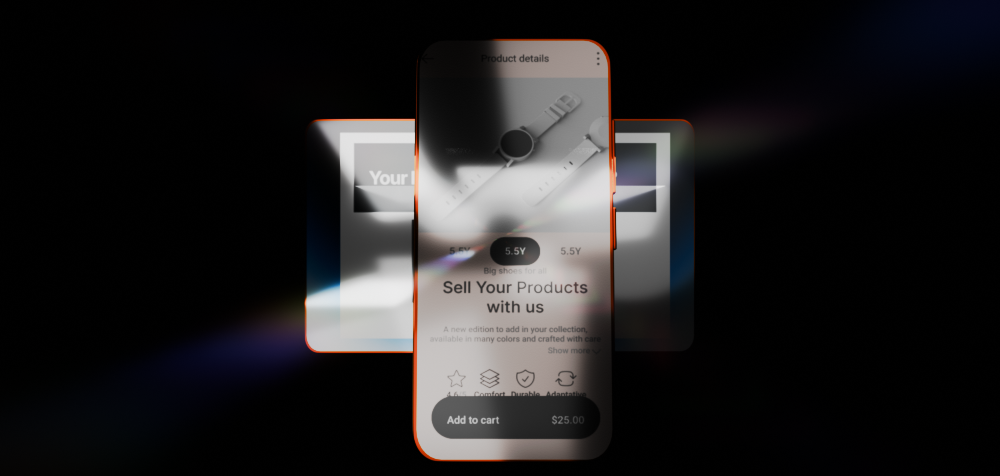 Product details
Your
5.5Y
5.5Y
5.5Y
Big shoes for all
Sell Your Products
with us
A new edition to add in your collection,
available in many colors and crafted with care.
Show more
4.6
Comfort
Durable
Adaptative
Add to cart
$25.00